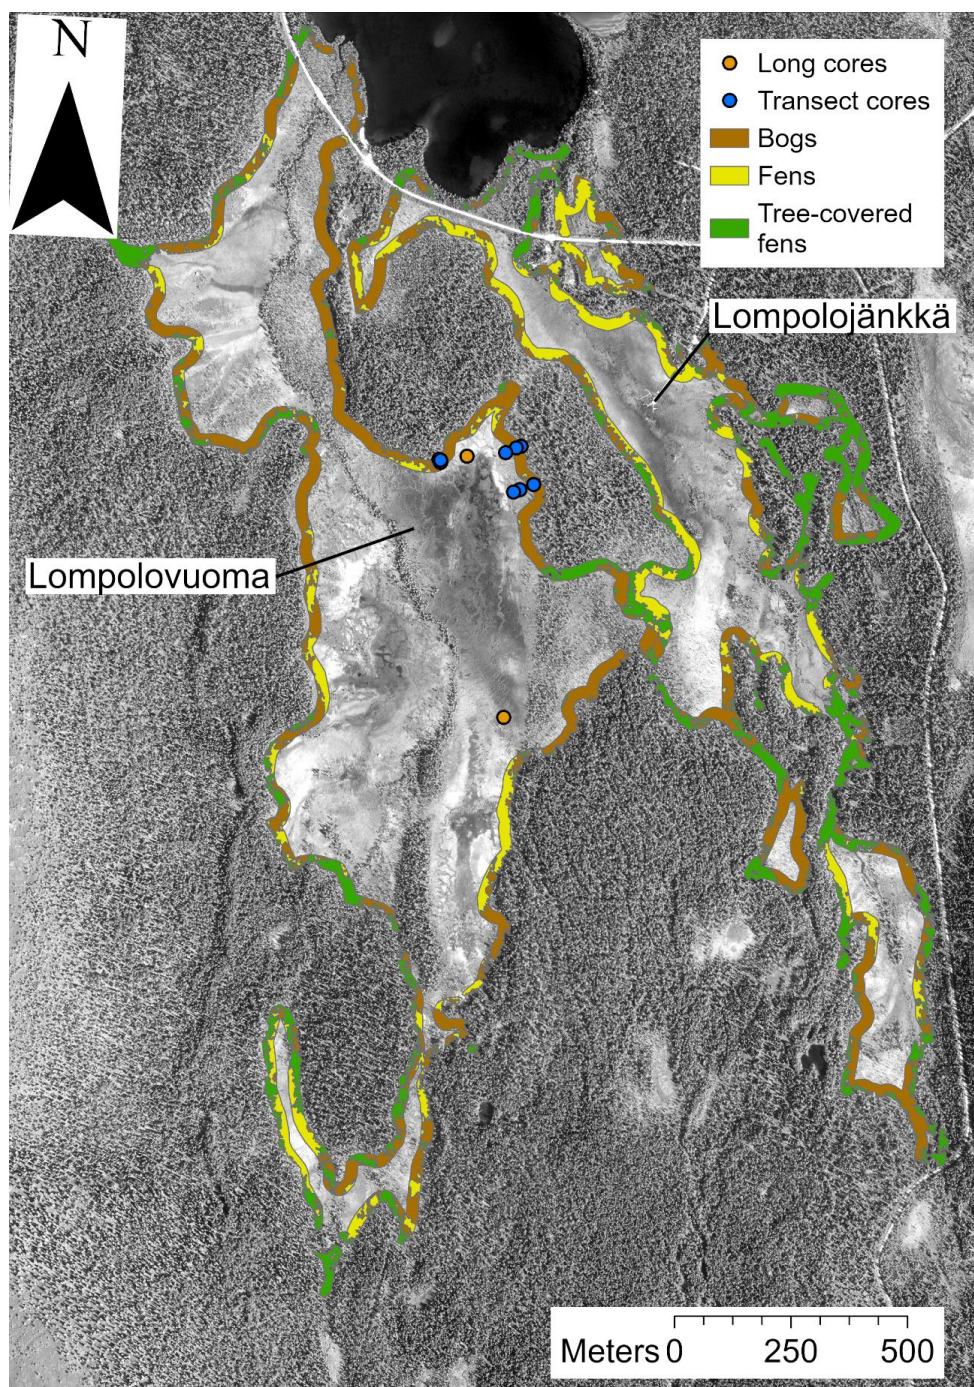 N
Long cores
Transect cores
Bogs
Fens
Tree-covered
fens
Lompolojänkkä
Lompolovuoma
Meters 0 250 500